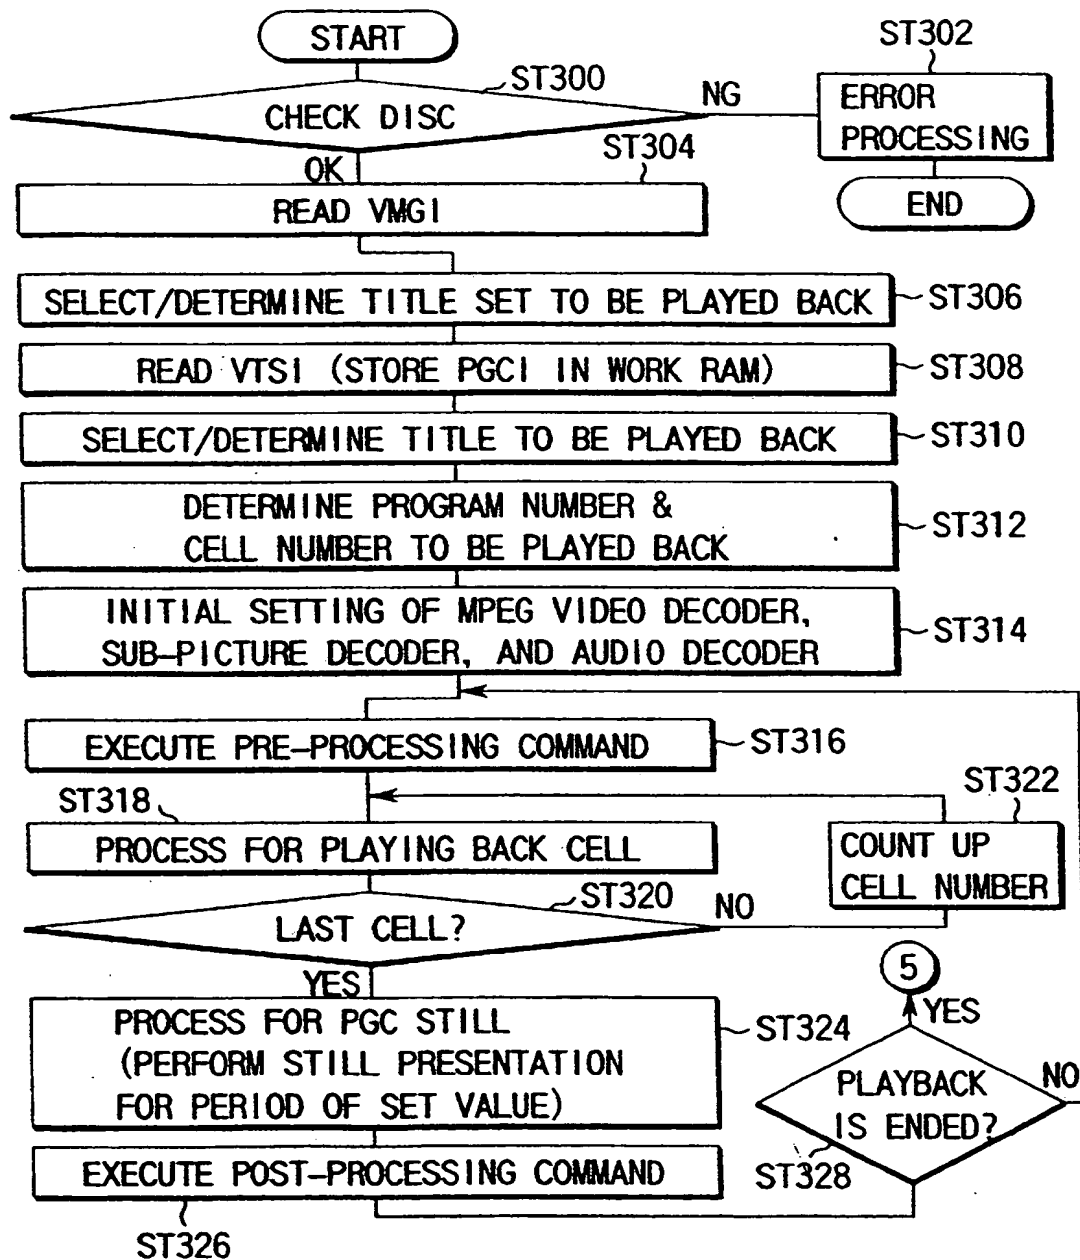 START
ST300
CHECK DISC
NG
ST302
ERROR
PROCESSING
END
OK
ST304
READ VMGI
SELECT/DETERMINE TITLE SET TO BE PLAYED BACK
ST306
READ VTSI (STORE PGCI IN WORK RAM)
ST308
SELECT/DETERMINE TITLE TO BE PLAYED BACK
ST310
DETERMINE PROGRAM NUMBER &
CELL NUMBER TO BE PLAYED BACK
ST312
INITIAL SETTING OF MPEG VIDEO DECODER,
SUB-PICTURE DECODER, AND AUDIO DECODER
ST314
EXECUTE PRE-PROCESSING COMMAND
ST316
ST318
PROCESS FOR PLAYING BACK CELL
ST322
COUNT UP
CELL NUMBER
ST320
LAST CELL?
NO
YES
PROCESS FOR PGC STILL
(PERFORM STILL PRESENTATION
FOR PERIOD OF SET VALUE)
ST324
EXECUTE POST-PROCESSING COMMAND
ST326
5
YES
PLAYBACK
IS ENDED?
NO
ST328